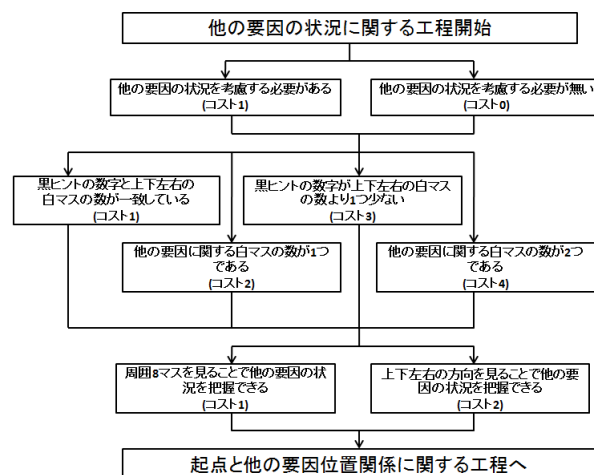 他の要因の状況に関する工程開始
他の要因の状況を考慮する必要がある
(コスト1)
他の要因の状況を考慮する必要が無い
(コスト0)
黒ヒントの数字と上下左右の
白マスの数が一致している
(コスト1)
黒ヒントの数字が上下左右の白マス
の数より1つ少ない
(コスト3)
他の要因に関する白マスの数が1つ
である
(コスト2)
他の要因に関する白マスの数が2つ
である
(コスト4)
周囲8マスを見ることで他の要因の状
況を把握できる
(コスト1)
上下左右の方向を見ることで他の要
因の状況を把握できる
(コスト2)
起点と他の要因位置関係に関する工程へ